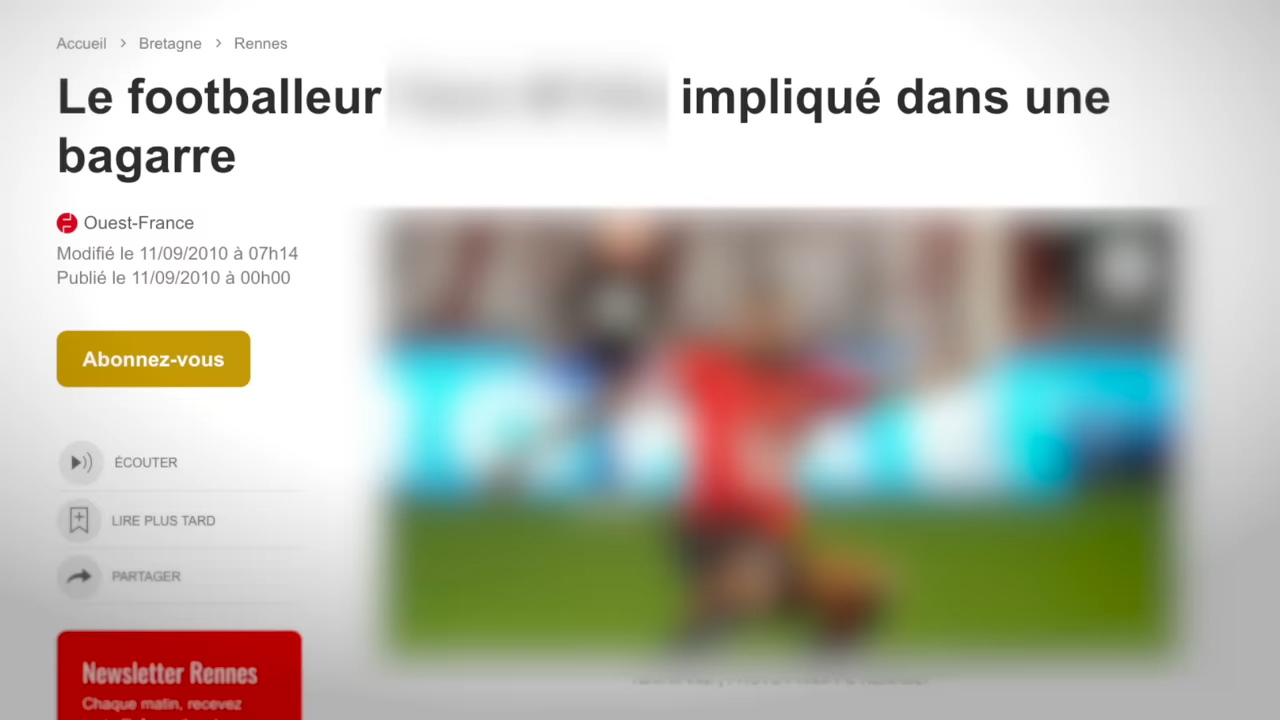 Accueil > Bretagne > Rennes
Le footballeur impliqué dans une
bagarre
Ouest-France
Modifié le 11/09/2010 à 07h14
Publié le 11/09/2010 à 00h00
Abonnez-vous
ÉCOUTER
LIRE PLUS TARD
PARTAGER
Newsletter Rennes
Chaque matin, recevez